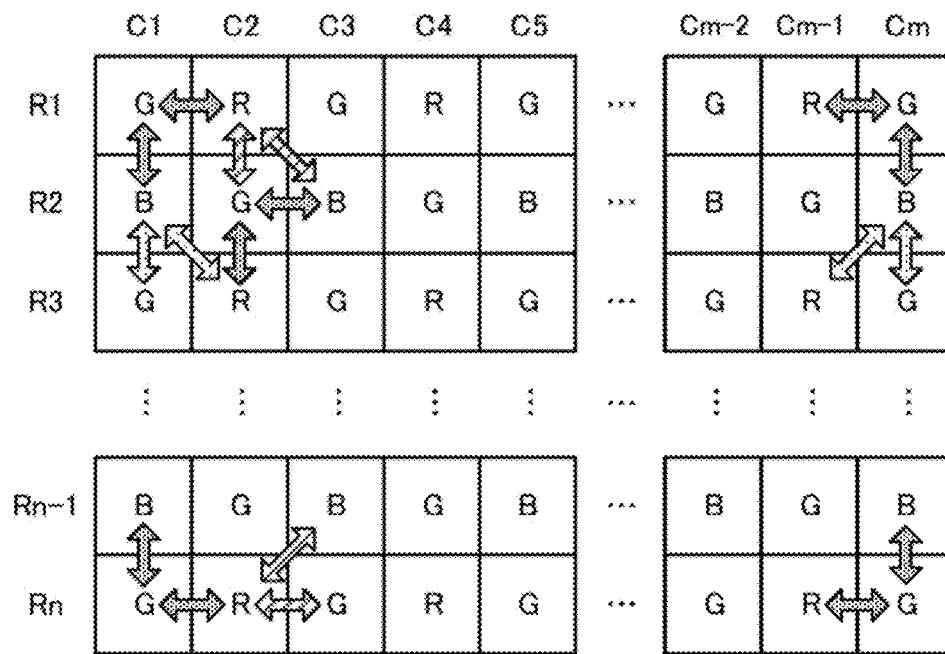 C1 C2 C3 C4 C5 Cm-2 Cm-1 Cm
R1 G R G R G ... G R G
R2 B G B G B ... B G B
R3 G R G R G ... G R G
⋮ ⋮ ⋮ ⋮ ⋮ ... ⋮ ⋮ ⋮
Rn-1 B G B G B ... B G B
Rn G R G R G ... G R G